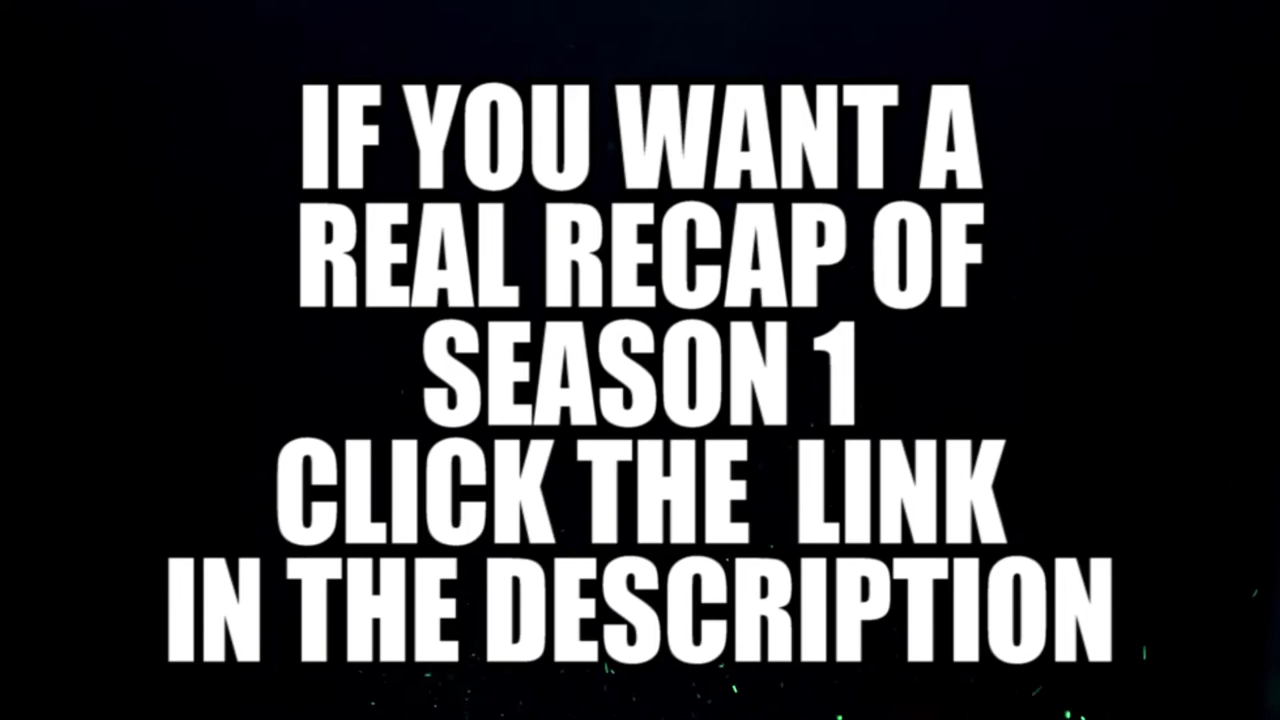 IF YOU WANT A
REAL RECAP OF
SEASON 1
CLICK THE LINK
IN THE DESCRIPTION